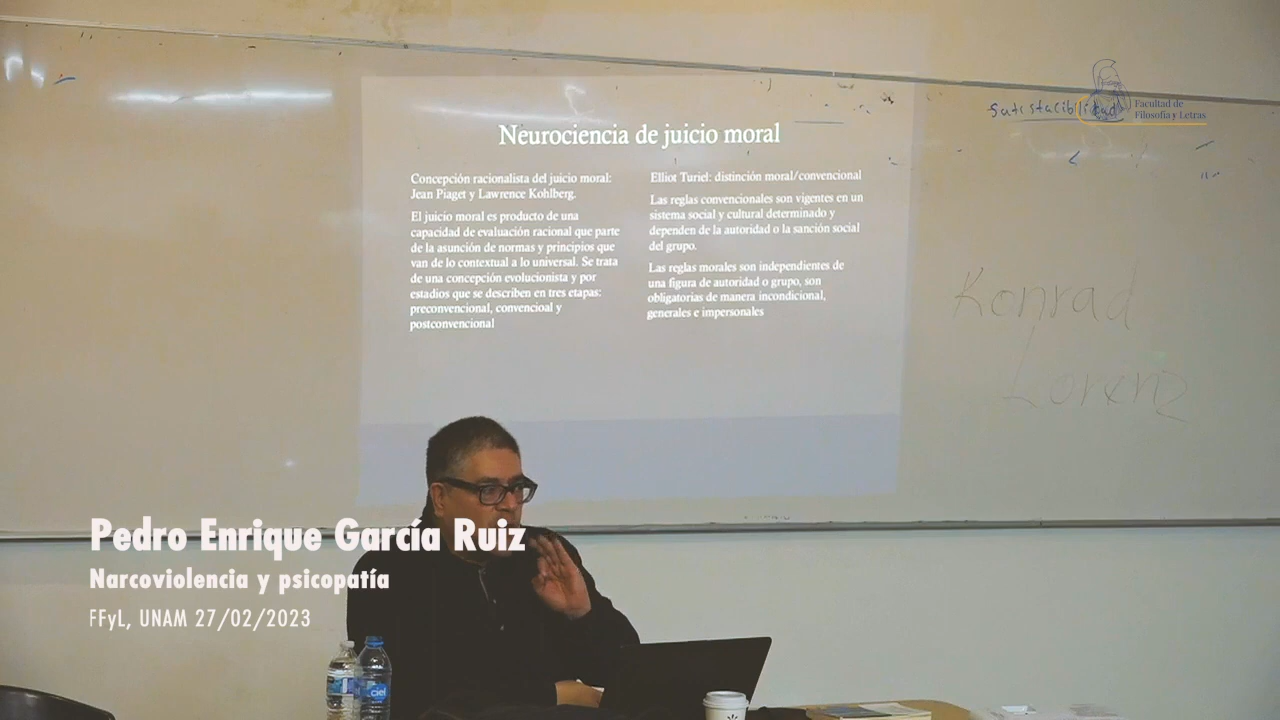 satistacibilidad
Facultad de
Filosofía y Letras
Neurociencia de juicio moral
Concepción racionalista del juicio moral:
Jean Piaget y Lawrence Kohlberg.
El juicio moral es producto de una
capacidad de evaluación racional que parte
de la asunción de normas y principios que
van de lo contextual a lo universal. Se trata
de una concepción evolucionista y por
estadios que se describen en tres etapas:
preconvencional, convencioal y
postconvencional
Elliot Turiel: distinción moral/convencional
Las reglas convencionales son vigentes en un
sistema social y cultural determinado y
dependen de la autoridad o la sanción social
del grupo.
Las reglas morales son independientes de
una figura de autoridad o grupo, son
obligatorias de manera incondicional,
generales e impersonales
Konrad
Lorenz
Pedro Enrique García Ruiz
Narcoviolencia y psicopatía
FFyL, UNAM 27/02/2023
ciel